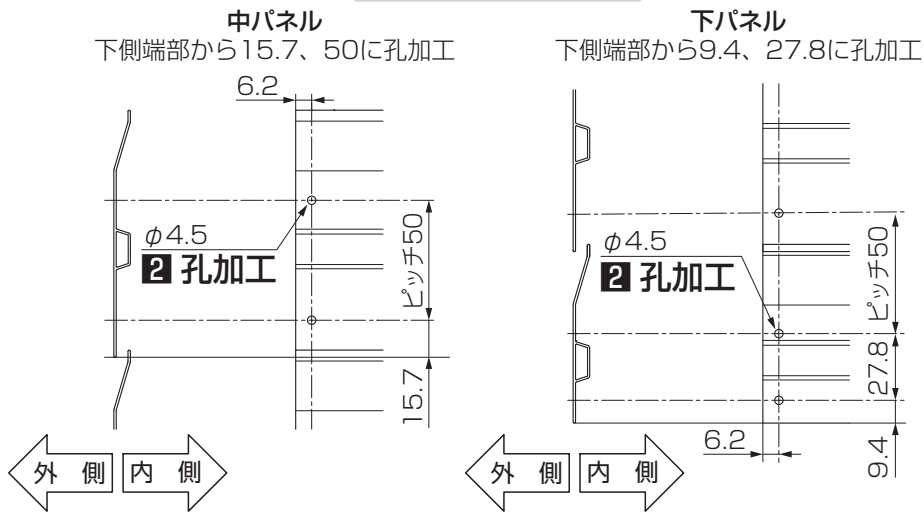 中パネル
下側端部から15.7、50に孔加工
6.2
φ4.5
2 孔加工
ピッチ50
15.7
外 側
内 側
下パネル
下側端部から9.4、27.8に孔加工
φ4.5
2 孔加工
ピッチ50
27.8
6.2
9.4
外 側
内 側